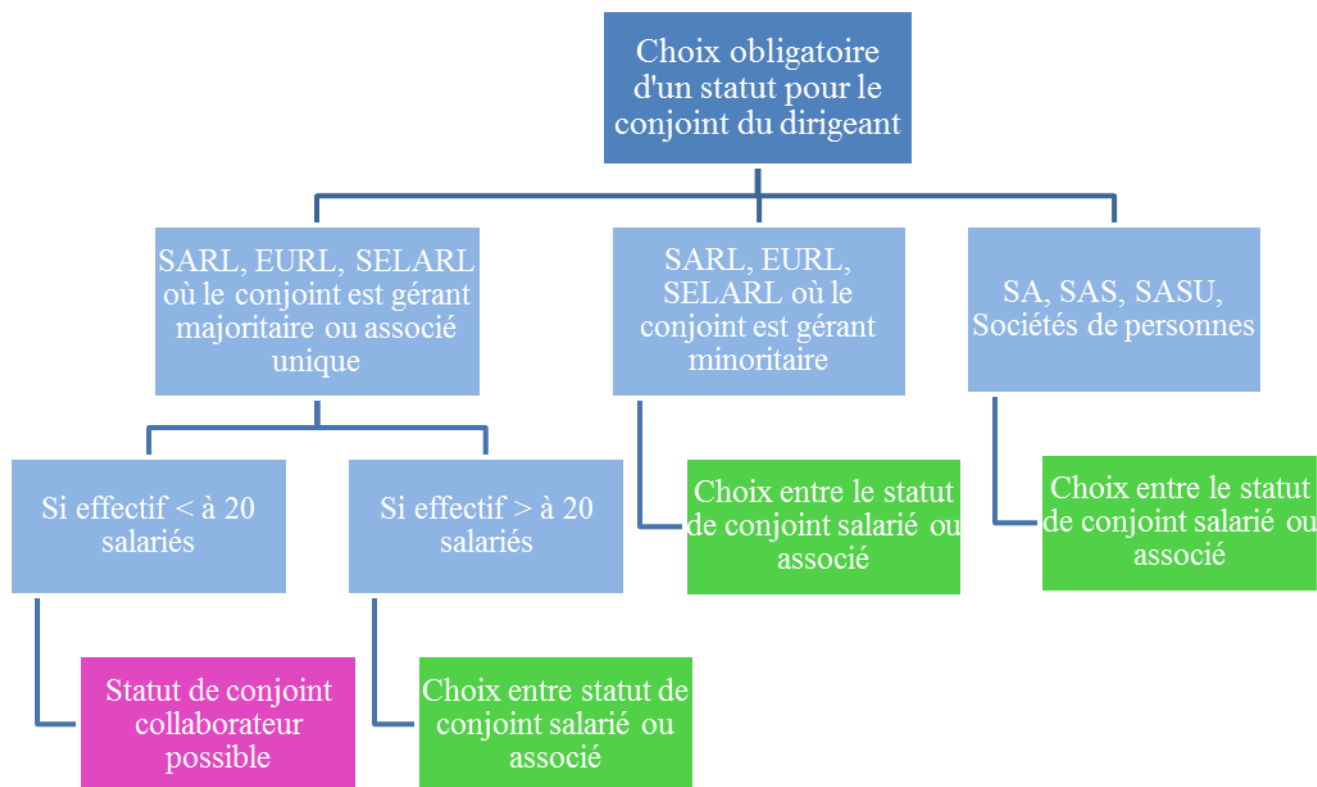 Choix obligatoire
d'un statut pour le
conjoint du dirigeant
SARL, EURL, SELARL
où le conjoint est gérant
majoritaire ou associé
unique
SARL, EURL,
SELARL où le
conjoint est gérant
minoritaire
SA, SAS, SASU,
Sociétés de personnes
Si effectif < à 20
salariés
Si effectif > à 20
salariés
Choix entre le statut
de conjoint salarié ou
associé
Choix entre le statut
de conjoint salarié ou
associé
Statut de conjoint
collaborateur
possible
Choix entre statut de
conjoint salarié ou
associé